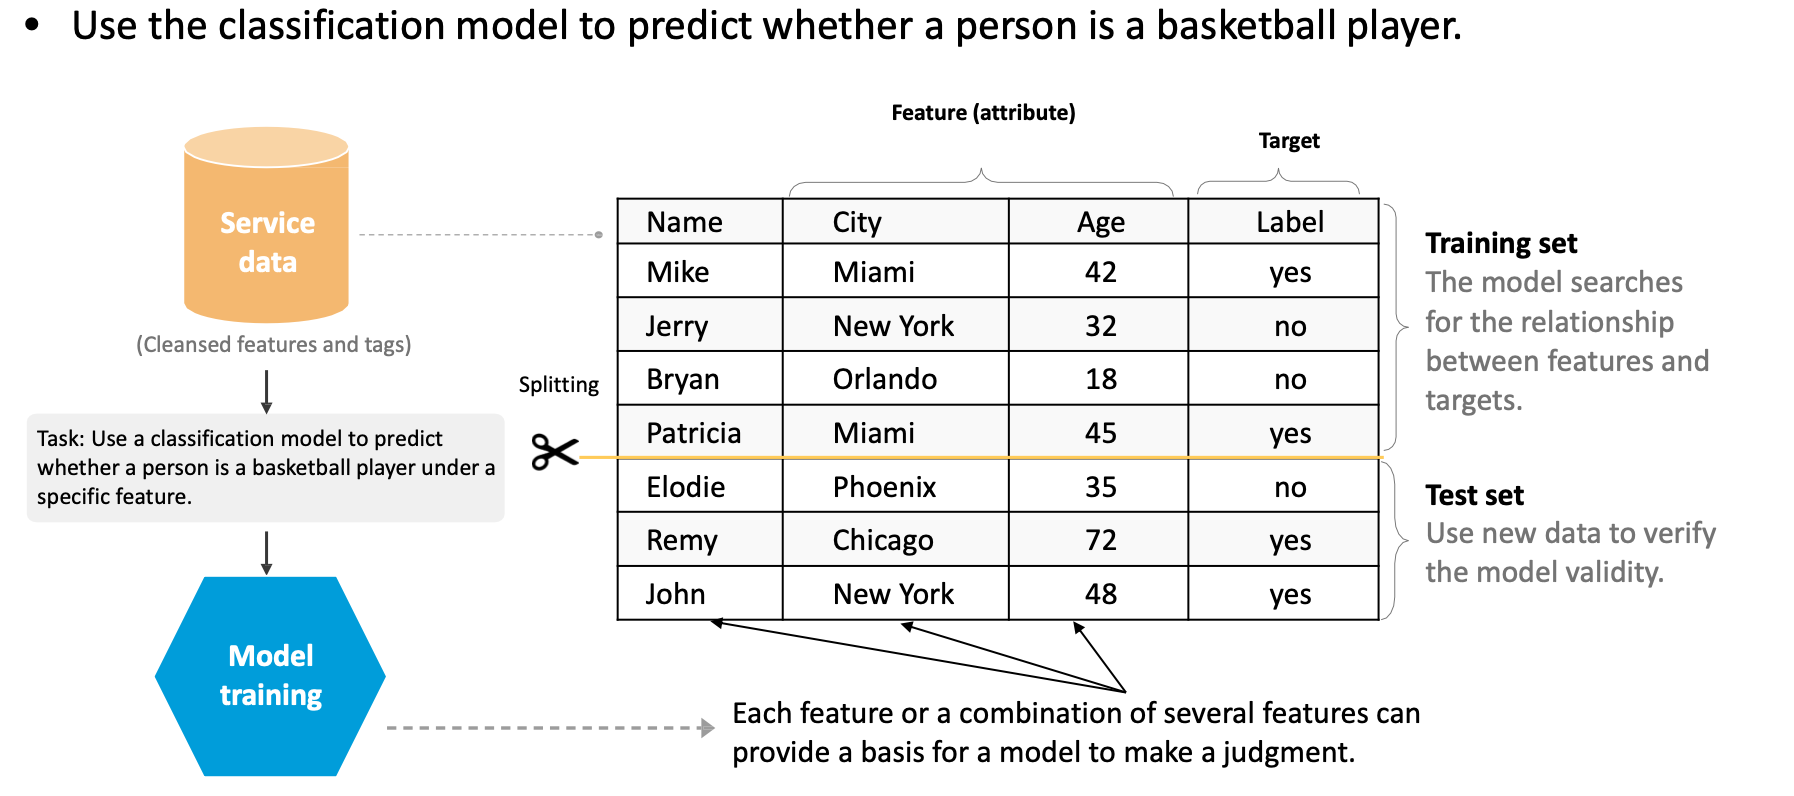 • Use the classification model to predict whether a person is a basketball player.
Feature (attribute)
Target
Service
data
(Cleansed features and tags)
Splitting
Task: Use a classification model to predict
whether a person is a basketball player under a
specific feature.
Model
training
Name City Age Label
Mike Miami 42 yes
Jerry New York 32 no
Bryan Orlando 18 no
Patricia Miami 45 yes
Elodie Phoenix 35 no
Remy Chicago 72 yes
John New York 48 yes
Training set
The model searches
for the relationship
between features and
targets.
Test set
Use new data to verify
the model validity.
Each feature or a combination of several features can
provide a basis for a model to make a judgment.